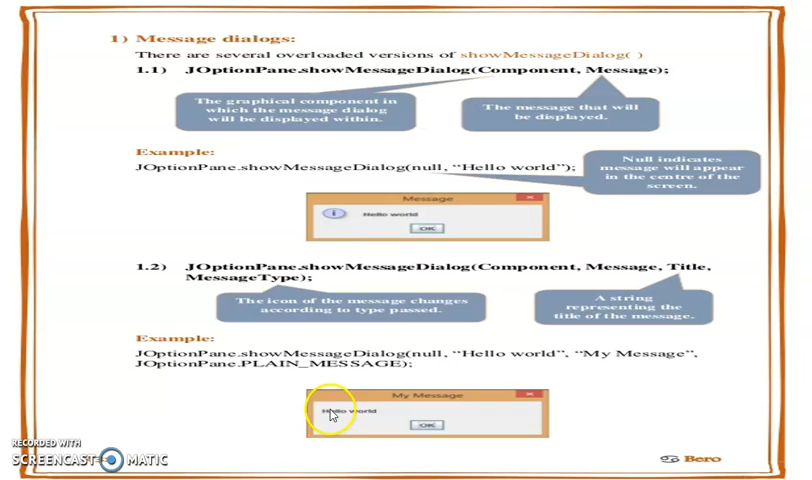 1) Message dialogs:
There are several overloaded versions of showMessageDialog( )
1.1) JOptionPane.showMessageDialog(Component, Message);
The graphical component in
which the message dialog
will be displayed within.
The message that will
be displayed.
Example:
JOptionPane.showMessageDialog(null, “Hello world”);
Null indicates
message will appear
in the centre of the
screen.
Message
Hello world
OK
1.2) JOptionPane.showMessageDialog(Component, Message, Title,
MessageType);
The icon of the message changes
according to type passed.
A string
representing the
title of the message.
Example:
JOptionPane.showMessageDialog(null, “Hello world”, “My Message”,
JOptionPane.PLAIN_MESSAGE);
My Message
Hello world
OK
RECORDED WITH
SCREENCAST MATIC
Bero